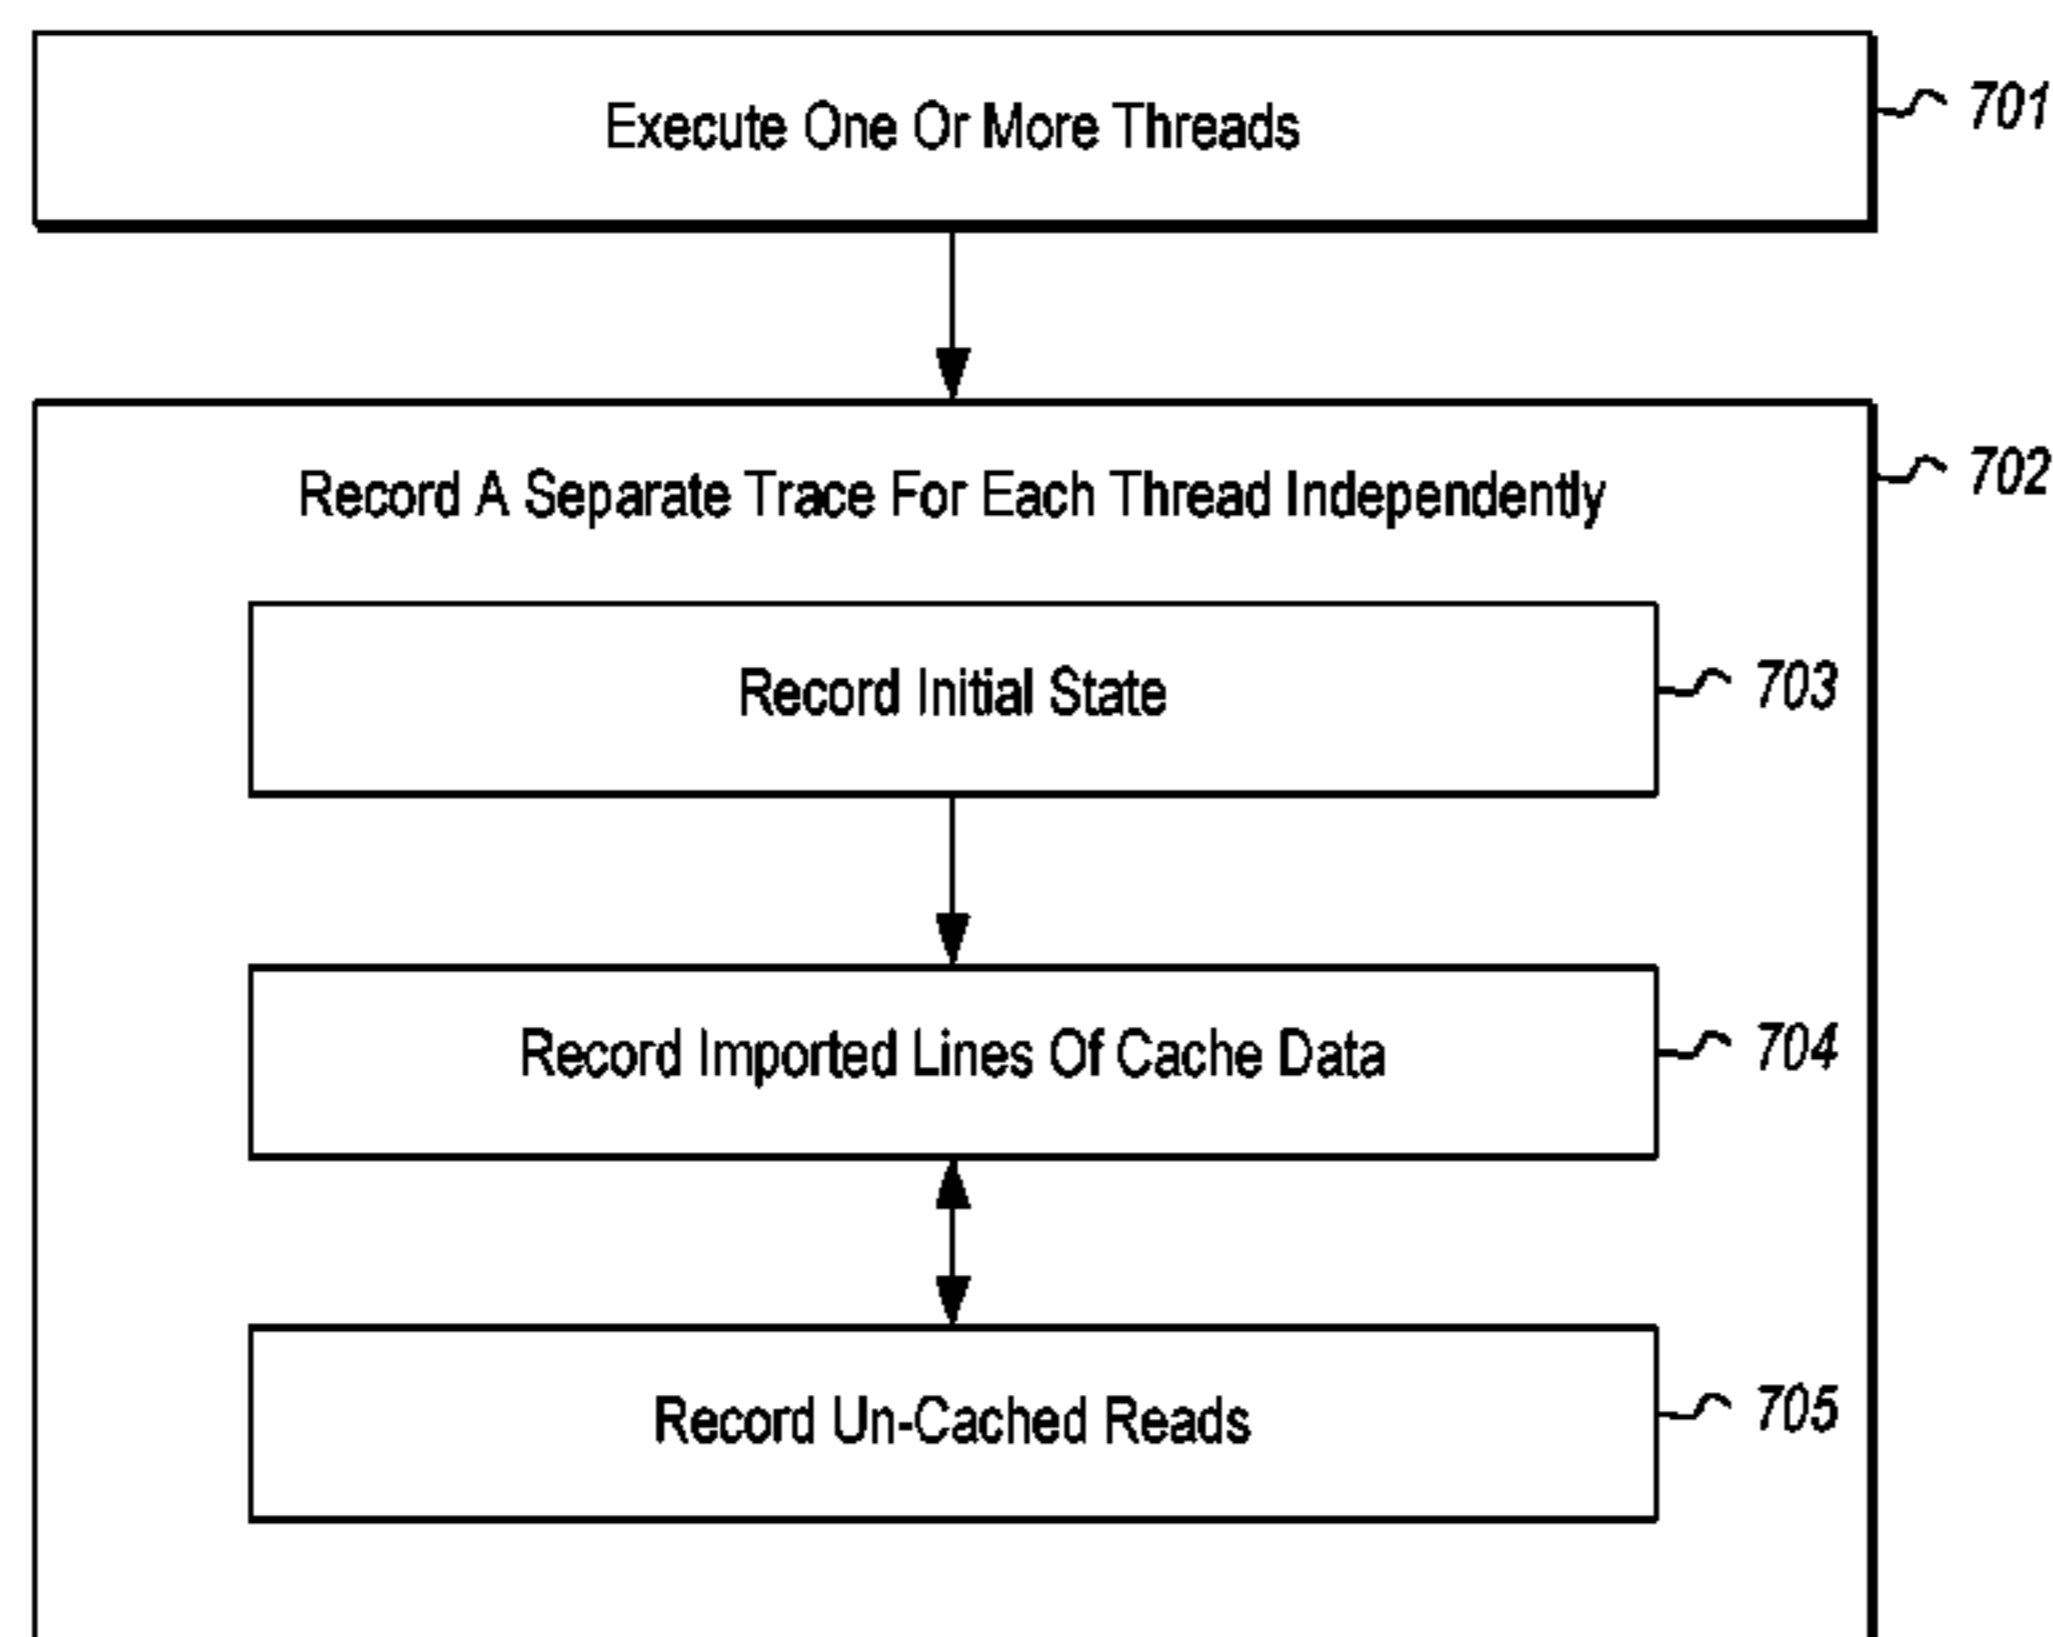 Execute One Or More Threads
701
Record A Separate Trace For Each Thread Independently
702
Record Initial State
703
Record Imported Lines Of Cache Data
704
Record Un-Cached Reads
705